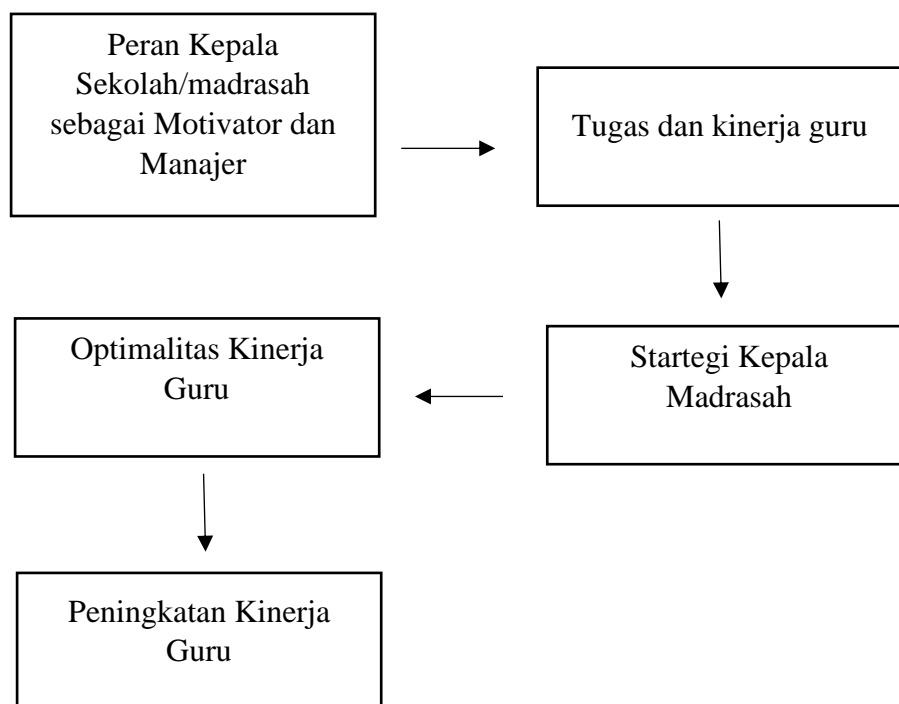 Peran Kepala
Sekolah/madrasah
sebagai Motivator dan
Manajer
Tugas dan kinerja guru
Startegi Kepala
Madrasah
Optimalitas Kinerja
Guru
Peningkatan Kinerja
Guru